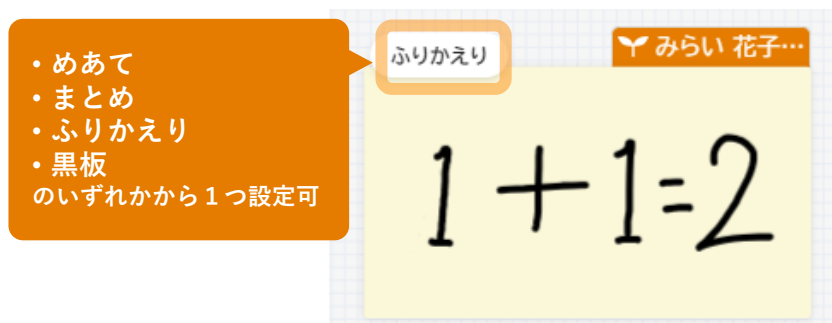 ・めあて
・まとめ
・ふりかえり
・黒板
のいずれかから１つ設定可
ふりかえり
みらい 花子…
1+1=2